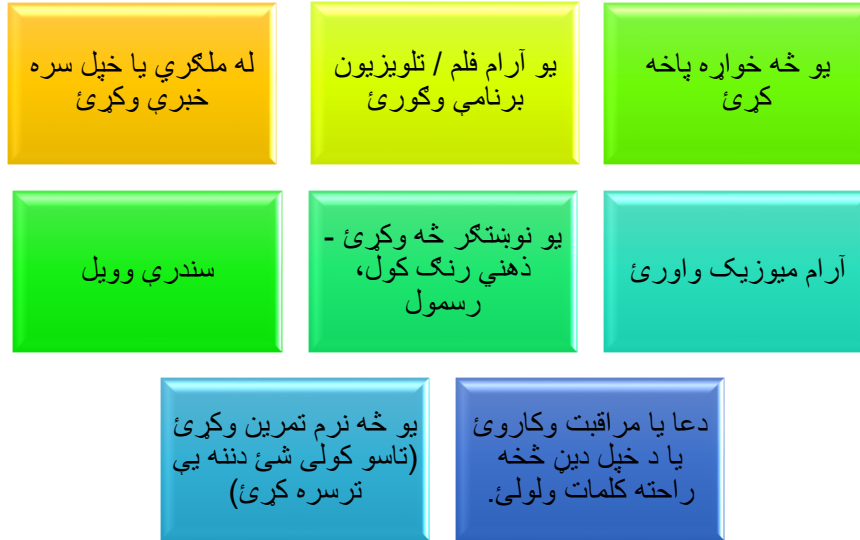 یو څه خواړه پاخه
کړئ
یو آرام فلم / تلویزیون
برنامې وګورئ
له ملګري یا خپل سره
خبرې وکړئ
آرام میوزیک واورئ
یو نوښتګر څه وکړئ -
ذهني رنګ کول،
رسمول
سندرې وویل
دعا یا مراقبت وکاروئ
یا د خپل دین څخه
راحته کلمات ولولئ.
یو څه نرم تمرین وکړئ
(تاسو کولی شئ دننه یې
ترسره کړئ)